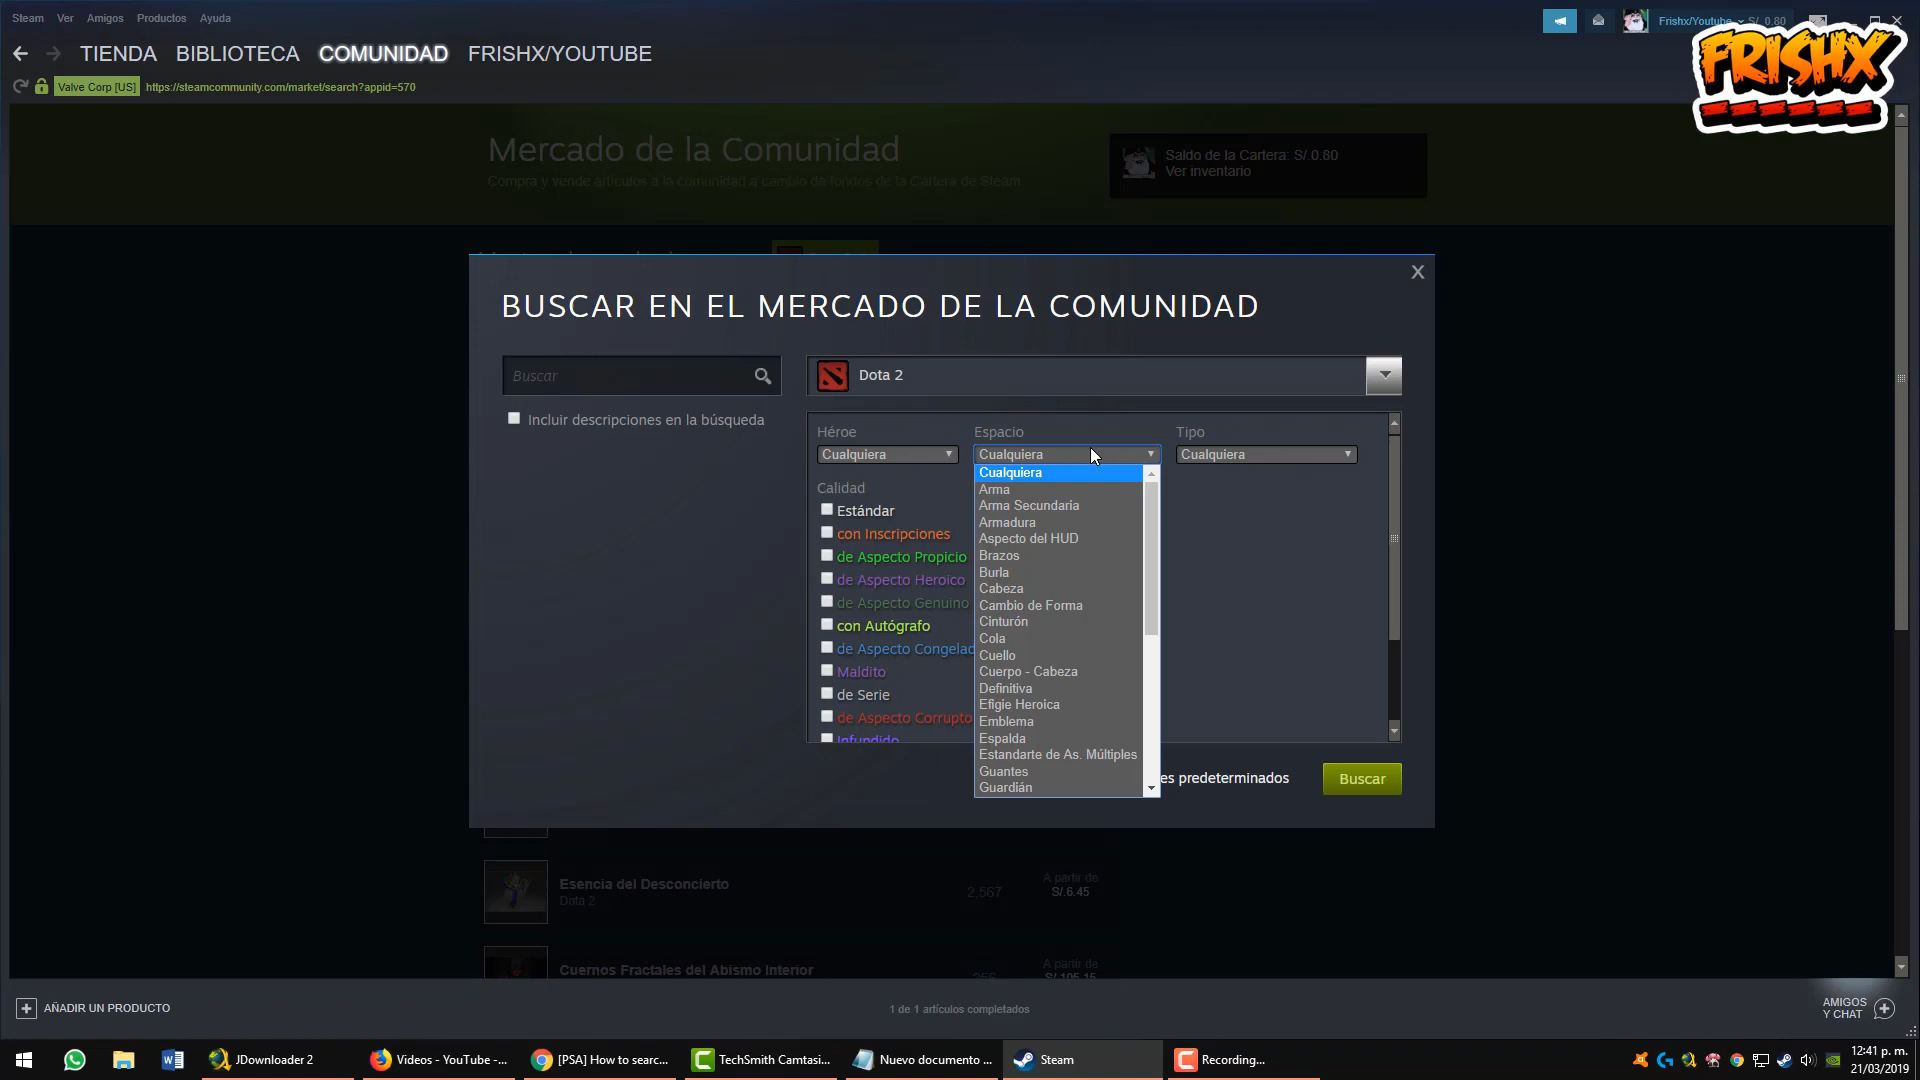 Steam Ver Amigos Productos Ayuda
Frishx/Youtube S/. 0.80
TIENDA BIBLIOTECA COMUNIDAD FRISHX/YOUTUBE
FRISHX
Valve Corp [US] https://steamcommunity.com/market/search?appid=570
Mercado de la Comunidad
Compra y vende artículos a la comunidad a cambio de fondos de la Cartera de Steam
Saldo de la Cartera: S/.0.80
Ver inventario
X
BUSCAR EN EL MERCADO DE LA COMUNIDAD
Buscar
Dota 2
Incluir descripciones en la búsqueda
Héroe Espacio Tipo
Cualquiera Cualquiera Cualquiera
Cualquiera
Arma
Arma Secundaria
Armadura
Aspecto del HUD
Brazos
Burla
Cabeza
Cambio de Forma
Cinturón
Cola
Cuello
Cuerpo - Cabeza
Definitiva
Efigie Heroica
Emblema
Espalda
Estandarte de As. Múltiples
Guantes
Guardián
Calidad
Estándar
con Inscripciones
de Aspecto Propicio
de Aspecto Heroico
de Aspecto Genuino
con Autógrafo
de Aspecto Congelad
Maldito
de Serie
de Aspecto Corrupto
Infundido
es predeterminados
Buscar
Esencia del Desconcierto
Dota 2
2,567
A partir de
S/.6.45
Cuernos Fractales del Abismo Interior
256
A partir de
S/.195.15
AÑADIR UN PRODUCTO
1 de 1 artículos completados
AMIGOS
Y CHAT
JDownloader 2
Videos - YouTube -...
[PSA] How to searc...
TechSmith Camtasi...
Nuevo documento ...
Steam
Recording...
12:41 p. m.
21/03/2019